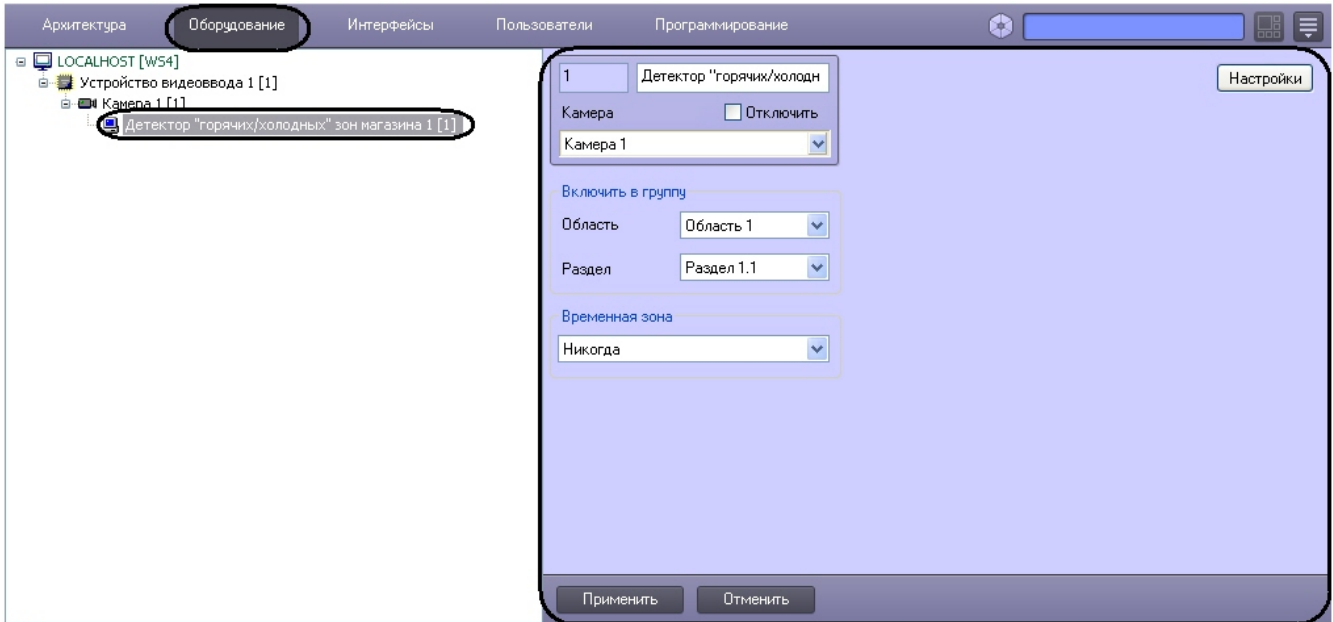 Архитектура Оборудование Интерфейсы Пользователи Программирование
LOCALHOST [WS4]
Устройство видеоввода 1 [1]
Камера 1 [1]
Детектор "горячих/холодных" зон магазина 1 [1]
1 Детектор "горячих/холодн
Настройки
Камера Отключить
Камера 1
Включить в группу
Область Область 1
Раздел Раздел 1.1
Временная зона
Никогда
Применить Отменить